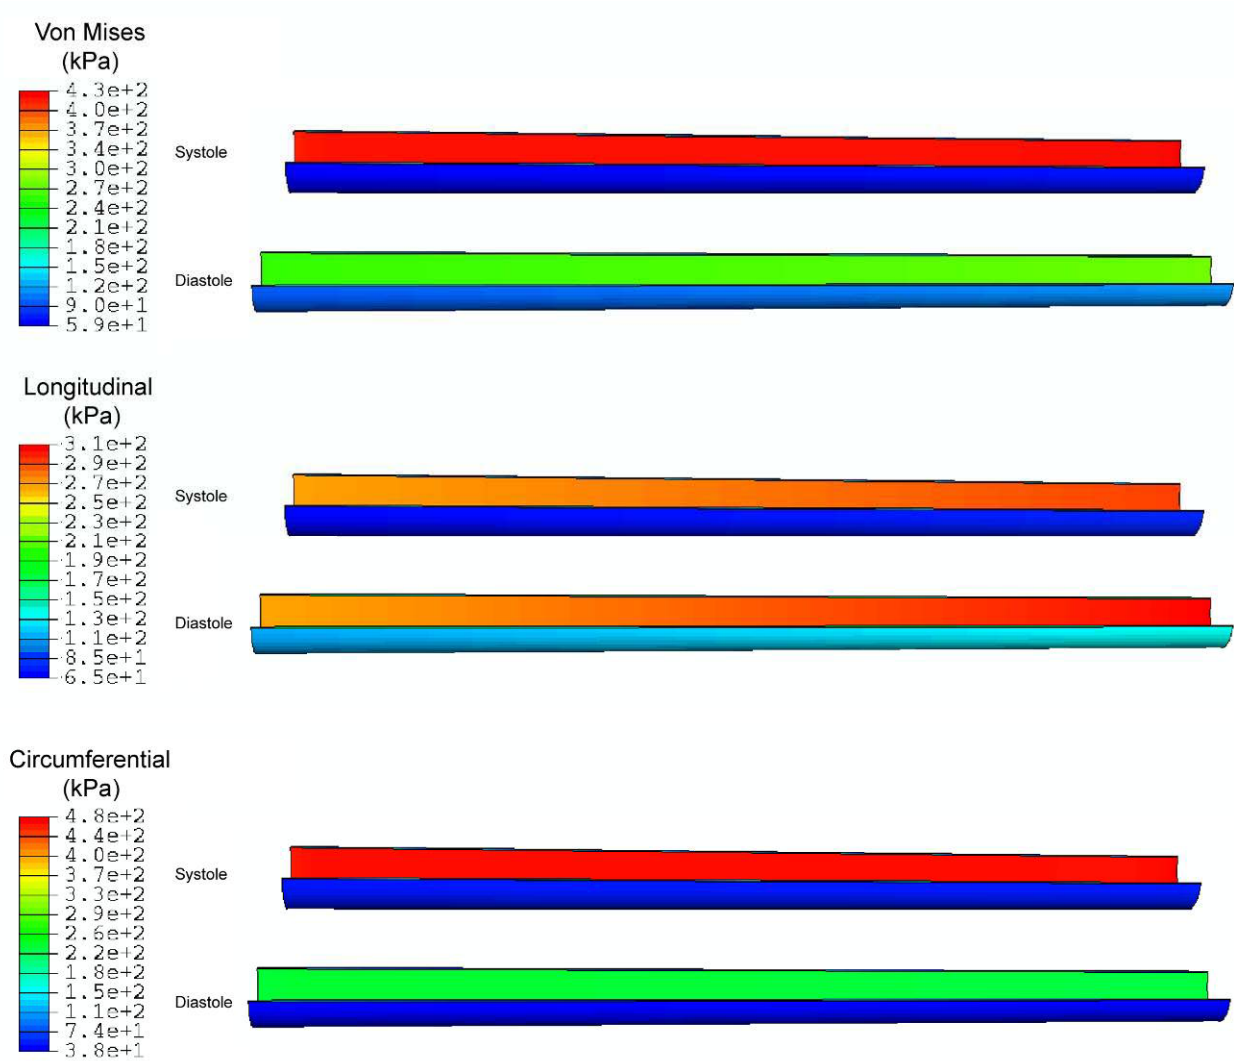 Von Mises
(kPa)
4.3e+2
4.0e+2
3.7e+2
3.4e+2
3.0e+2
2.7e+2
2.4e+2
2.1e+2
1.8e+2
1.5e+2
1.2e+2
9.0e+1
5.9e+1
Systole
Diastole
Longitudinal
(kPa)
3.1e+2
2.9e+2
2.7e+2
2.5e+2
2.3e+2
2.1e+2
1.9e+2
1.7e+2
1.5e+2
1.3e+2
1.1e+2
8.5e+1
6.5e+1
Systole
Diastole
Circumferential
(kPa)
4.8e+2
4.4e+2
4.0e+2
3.7e+2
3.3e+2
2.9e+2
2.6e+2
2.2e+2
1.8e+2
1.5e+2
1.1e+2
7.4e+1
3.8e+1
Systole
Diastole